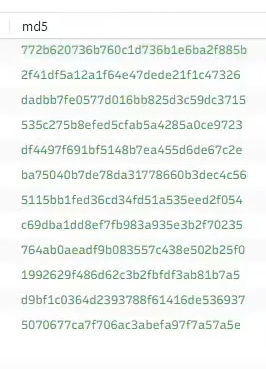 md5
772b620736b760c1d736b1e6ba2f885b
2f41df5a12a1f64e47dede21f1c47326
dadbb7fe0577d016bb825d3c59dc3715
535c275b8efed5cfab5a4285a0ce9723
df4497f691bf5148b7ea455d6de67c2e
ba75040b7de78da31778660b3dec4c56
5115bb1fed36cd34fd51a535eed2f054
c69dba1dd8ef7fb983a935e3b2f70235
764ab0aeadf9b083557c438e502b25f0
1992629f486d62c3b2fbfdf3ab81b7a5
d9bf1c0364d2393788f61416de536937
5070677ca7f706ac3abefa97f7a57a5e